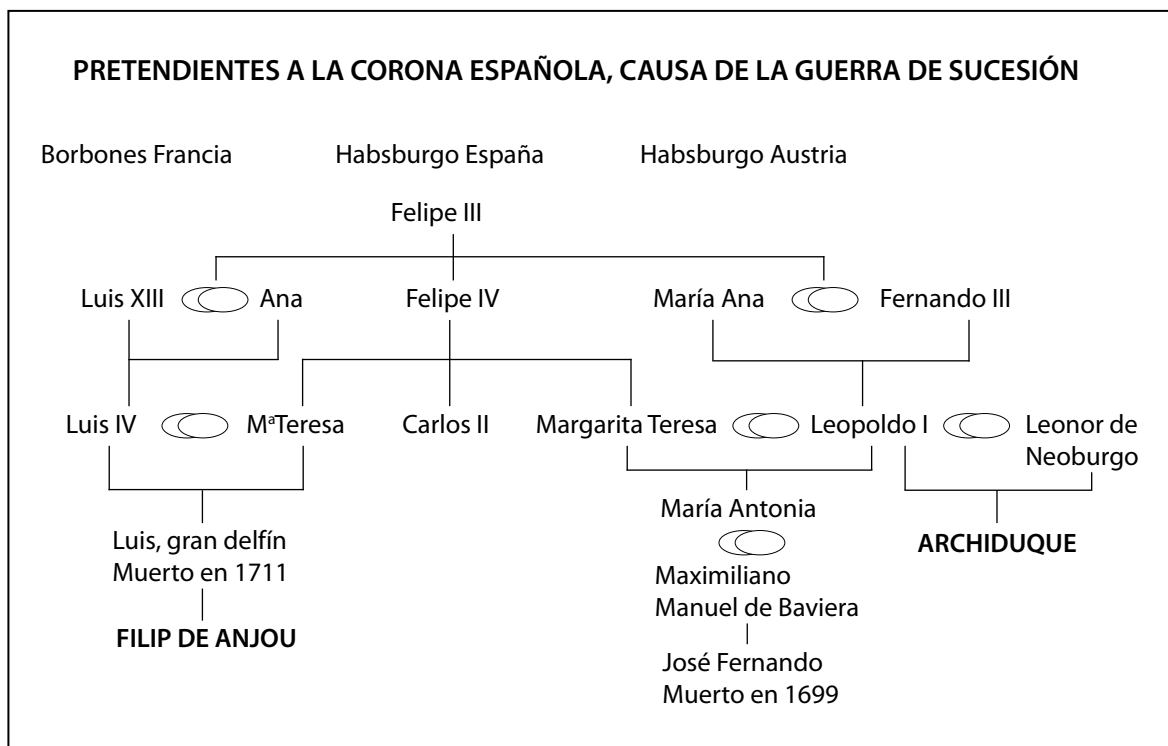 PRETENDIENTES A LA CORONA ESPAÑOLA, CAUSA DE LA GUERRA DE SUCESIÓN
Borbones Francia Habsburgo España Habsburgo Austria
Felipe III
Luis XIII Ana Felipe IV María Ana Fernando III
Luis IV MªTeresa Carlos II Margarita Teresa Leopoldo I Leonor de
Neoburgo
María Antonia
Luis, gran delfín
Muerto en 1711
ARCHIDUQUE
Maximiliano
Manuel de Baviera
FILIP DE ANJOU
José Fernando
Muerto en 1699